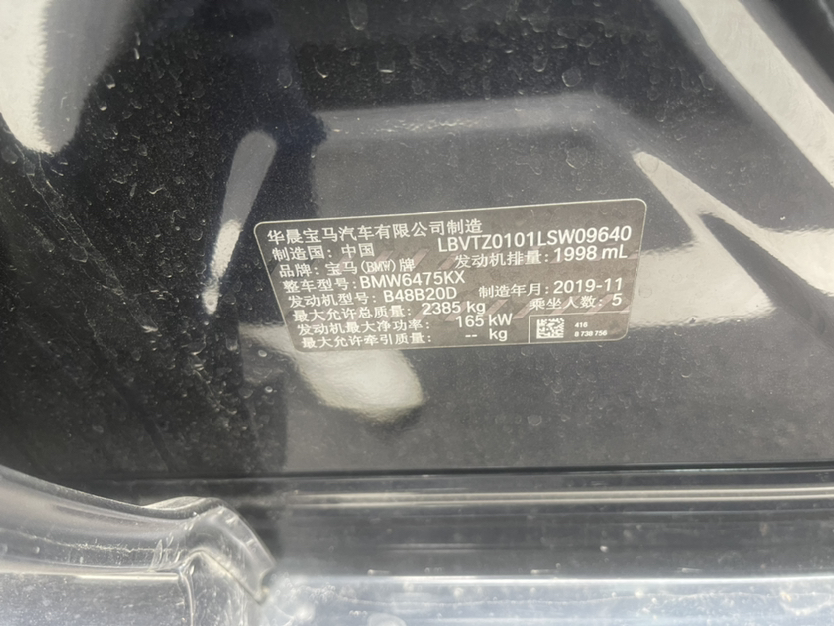 华晨宝马汽车有限公司制造
制造国：中国 LBVTZ0101LSW09640
品牌：宝马(BMW)牌 发动机排量：1998 mL
整车型号：BMW6475KX
发动机型号：B48B20D 制造年月：2019-11
最大允许总质量：2385 kg 乘坐人数：5
发动机最大净功率：165 kW
最大允许牵引质量：-- kg
416
8 738 756